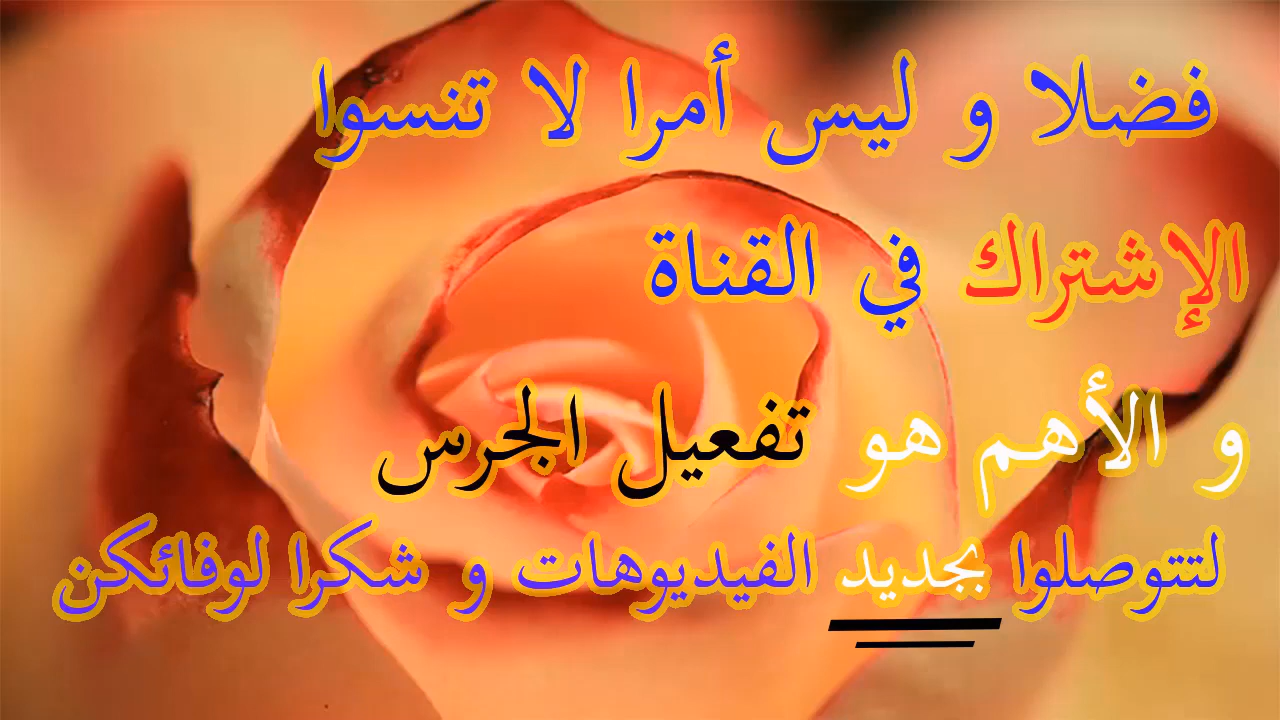 فضلا و ليس أمرا لا تنسوا
الإشتراك في القناة
و الأهم هو تفعيل الجرس
لتتوصلوا بجديد الفيديوهات و شكرا لوفائكن